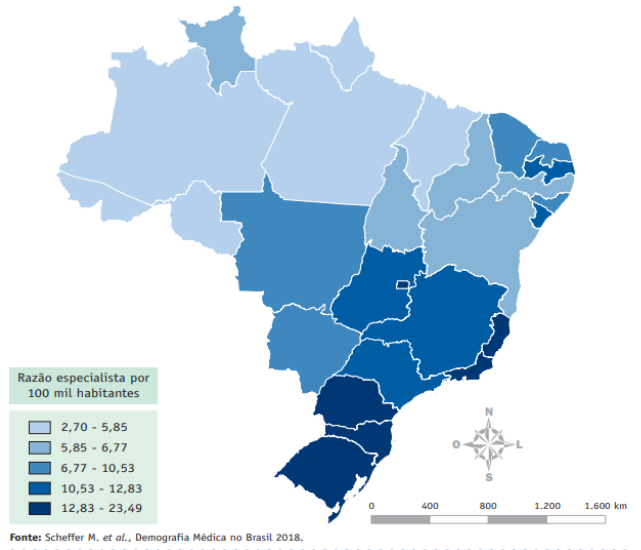 Razão especialista por
100 mil habitantes
2,70 - 5,85
5,85 - 6,77
6,77 - 10,53
10,53 - 12,83
12,83 - 23,49
N
O
L
S
0 400 800 1.200 1.600 km
Fonte: Scheffer M. et al., Demografia Médica no Brasil 2018.